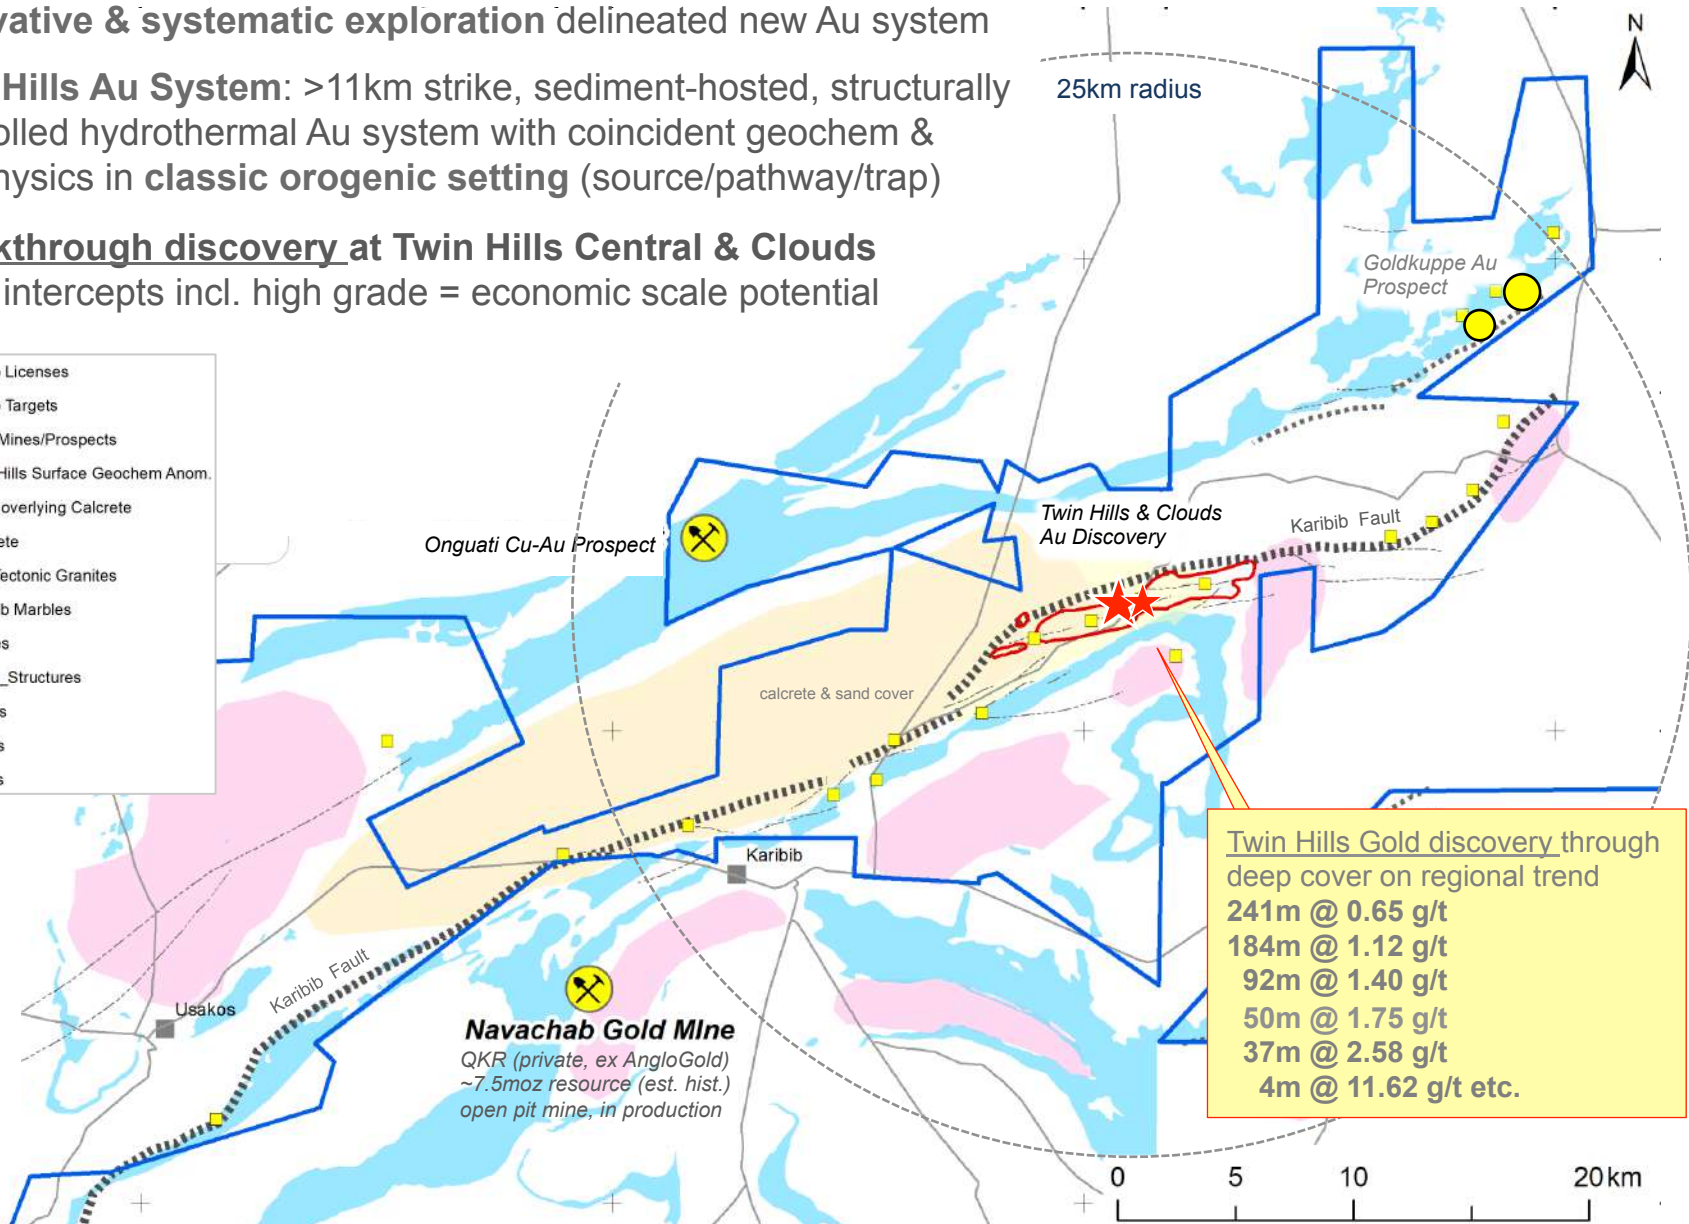 vative & systematic exploration delineated new Au system
Hills Au System: >11km strike, sediment-hosted, structurally
olled hydrothermal Au system with coincident geochem &
hysics in classic orogenic setting (source/pathway/trap)
kthrough discovery at Twin Hills Central & Clouds
intercepts incl. high grade = economic scale potential
N
25km radius
Goldkuppe Au
Prospect
Licenses
Targets
Mines/Prospects
Hills Surface Geochem Anom.
overlying Calcrete
ete
Tectonic Granites
b Marbles
s
_Structures
s
s
s
Onguati Cu-Au Prospect
Twin Hills & Clouds
Au Discovery
Karibib Fault
calcrete & sand cover
Karibib
Usakos
Karibib Fault
Navachab Gold MIne
QKR (private, ex AngloGold)
~7.5moz resource (est. hist.)
open pit mine, in production
Twin Hills Gold discovery through
deep cover on regional trend
241m @ 0.65 g/t
184m @ 1.12 g/t
92m @ 1.40 g/t
50m @ 1.75 g/t
37m @ 2.58 g/t
4m @ 11.62 g/t etc.
0 5 10 20 km